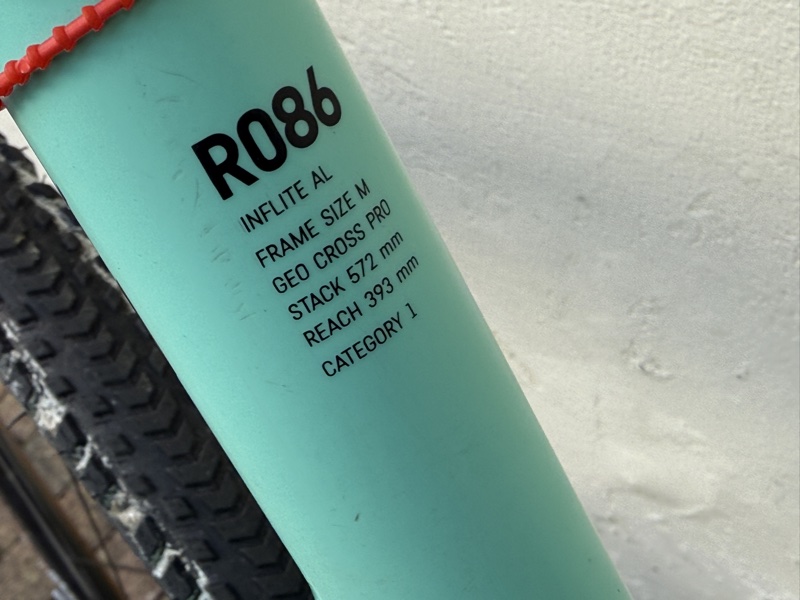 R086
INFLITE AL
FRAME SIZE M
GEO CROSS PRO
STACK 572 mm
REACH 393 mm
CATEGORY 1